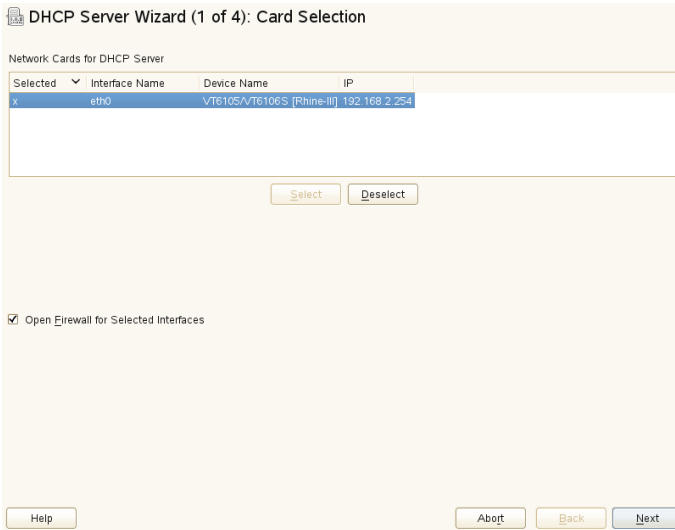 DHCP Server Wizard (1 of 4): Card Selection
Network Cards for DHCP Server
Selected Interface Name Device Name IP
x eth0 VT6105/VT6106S [Rhine-III] 192.168.2.254
Select Deselect
Open Firewall for Selected Interfaces
Help Abort Back Next